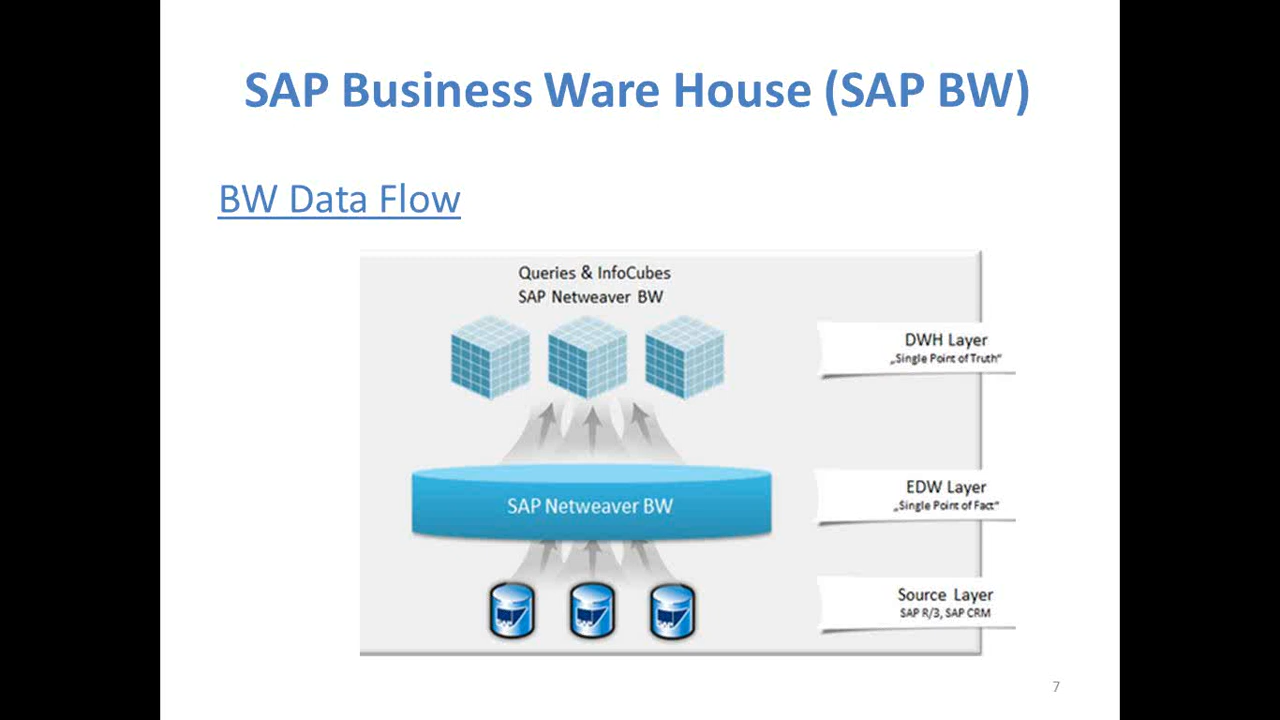 SAP Business Ware House (SAP BW)
BW Data Flow
Queries & InfoCubes
SAP Netweaver BW
DWH Layer
„Single Point of Truth“
SAP Netweaver BW
EDW Layer
„Single Point of Fact“
Source Layer
SAP R/3, SAP CRM
7